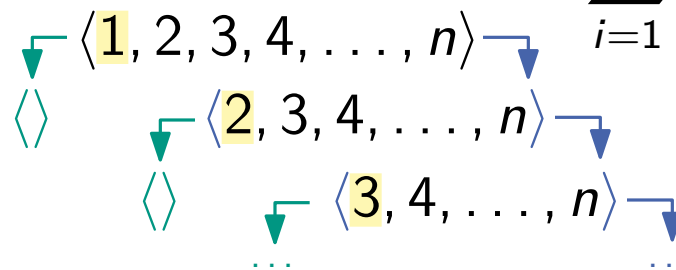 ⟨1, 2, 3, 4, . . . , n⟩
i=1
⟨⟩ ⟨2, 3, 4, . . . , n⟩
⟨⟩ ⟨3, 4, . . . , n⟩
. . . . .